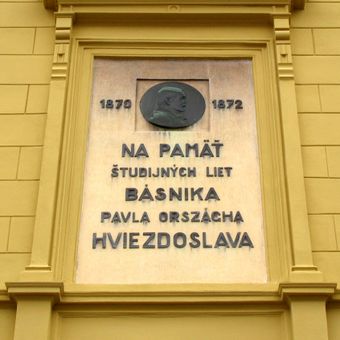 1870 1872
NA PAMÄŤ
ŠTUDIJNÝCH LIET
BÁSNIKA
PAVLA ORSZÁGHA
HVIEZDOSLAVA